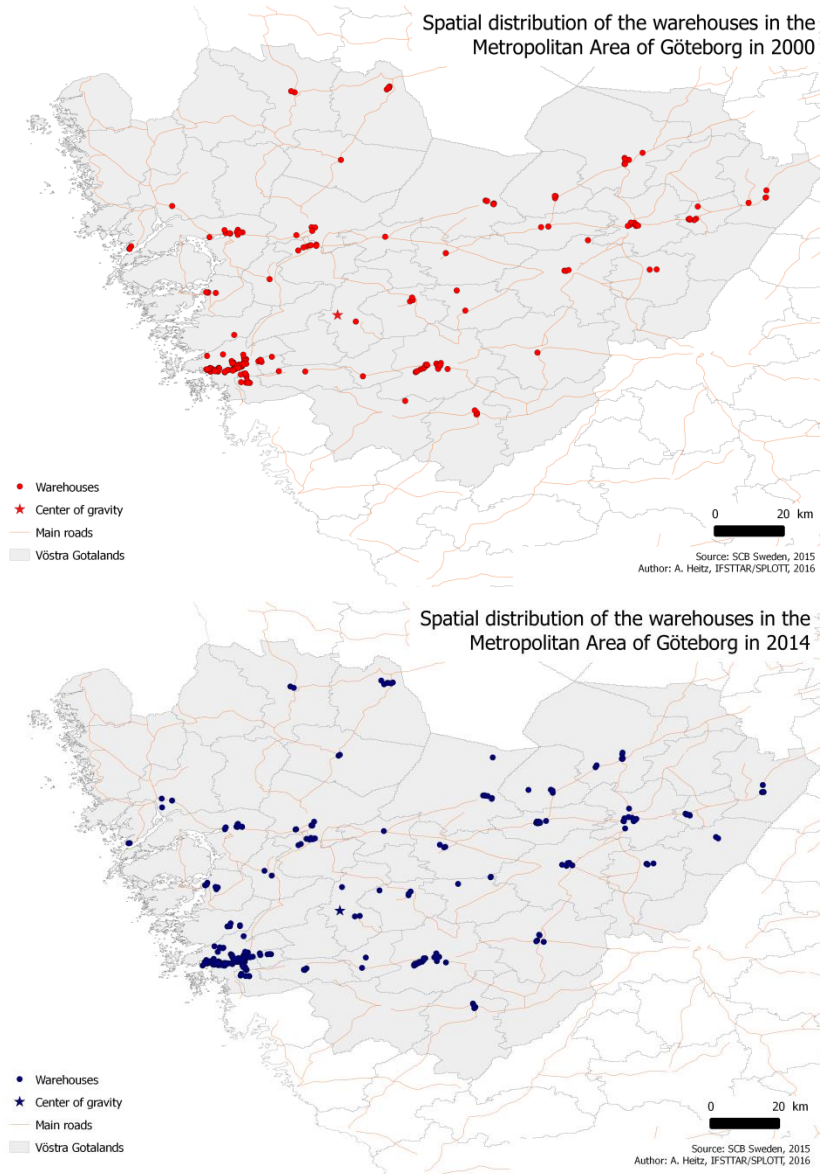 Spatial distribution of the warehouses in the
Metropolitan Area of Göteborg in 2000
Warehouses
Center of gravity
Main roads
Vöstra Gotalands
0 20 km
Source: SCB Sweden, 2015
Author: A. Heitz, IFSTTAR/SPLOTT, 2016
Spatial distribution of the warehouses in the
Metropolitan Area of Göteborg in 2014
Warehouses
Center of gravity
Main roads
Vöstra Gotalands
0 20 km
Source: SCB Sweden, 2015
Author: A. Heitz, IFSTTAR/SPLOTT, 2016